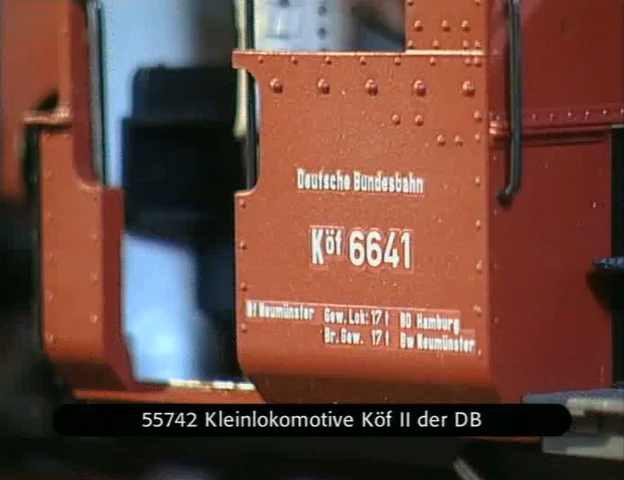 Deutsche Bundesbahn
Köf 6641
Bf Neumünster Gew. Lok: 17 t BD Hamburg
Br. Gew. 17 t Bw Neumünster
55742 Kleinlokomotive Köf II der DB